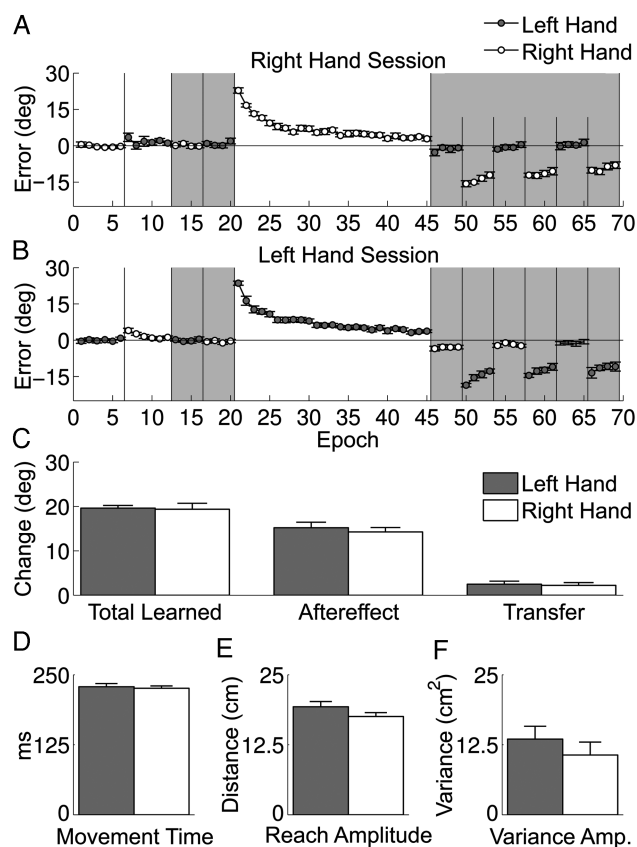 A
Left Hand
Right Hand
Right Hand Session
Error (deg)
30
15
0
−15
0 5 10 15 20 25 30 35 40 45 50 55 60 65 70
B
Left Hand Session
Error (deg)
30
15
0
−15
0 5 10 15 20 25 30 35 40 45 50 55 60 65 70
Epoch
C
Change (deg)
30
20
10
0
Left Hand
Right Hand
Total Learned Aftereffect Transfer
D
ms
250
125
0
Movement Time
E
Distance (cm)
25
12.5
0
Reach Amplitude
F
Variance (cm²)
25
12.5
0
Variance Amp.